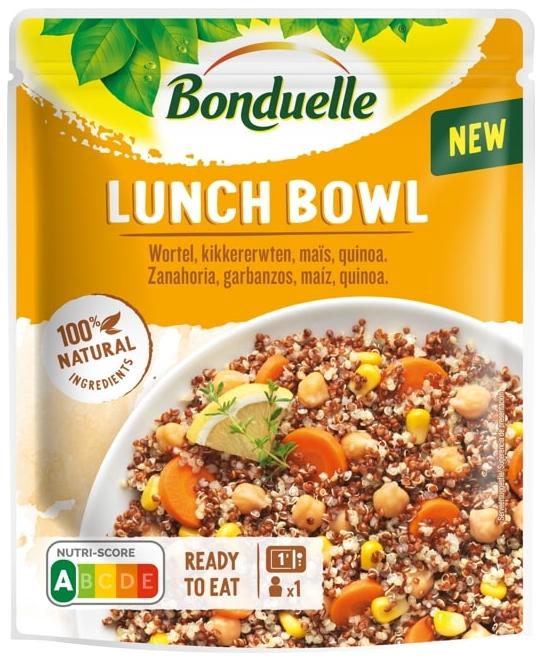 Bonduelle
NEW
LUNCH BOWL
Wortel, kikkererwten, maïs, quinoa.
Zanahoria, garbanzos, maíz, quinoa.
100%
NATURAL
INGREDIENTS
NUTRI-SCORE
A B C D E
READY
TO EAT
1'
x1